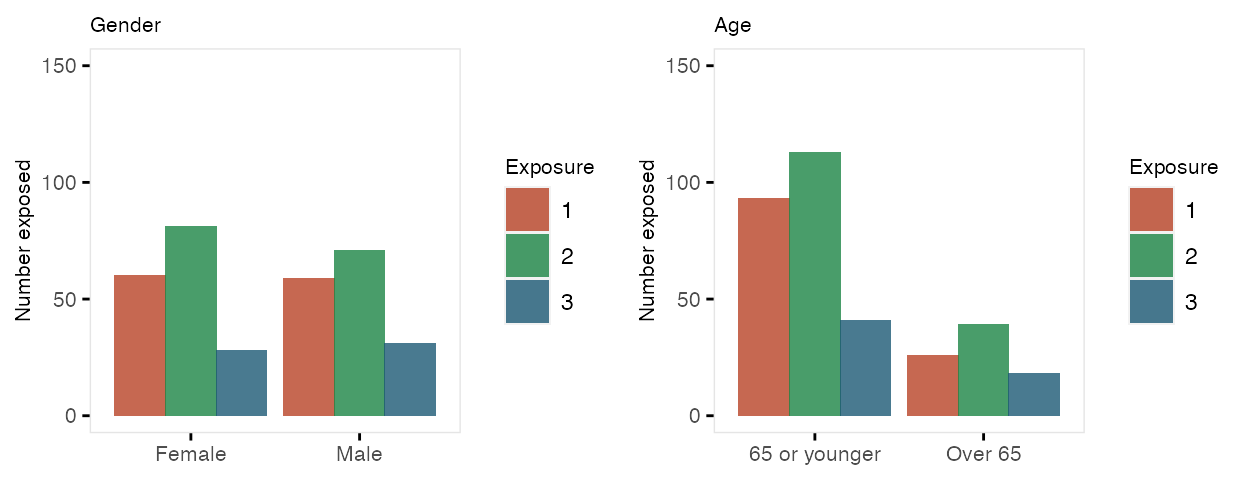 Gender
150
100
50
0
Number exposed
Female Male
Exposure
1
2
3
Age
150
100
50
0
Number exposed
65 or younger Over 65
Exposure
1
2
3